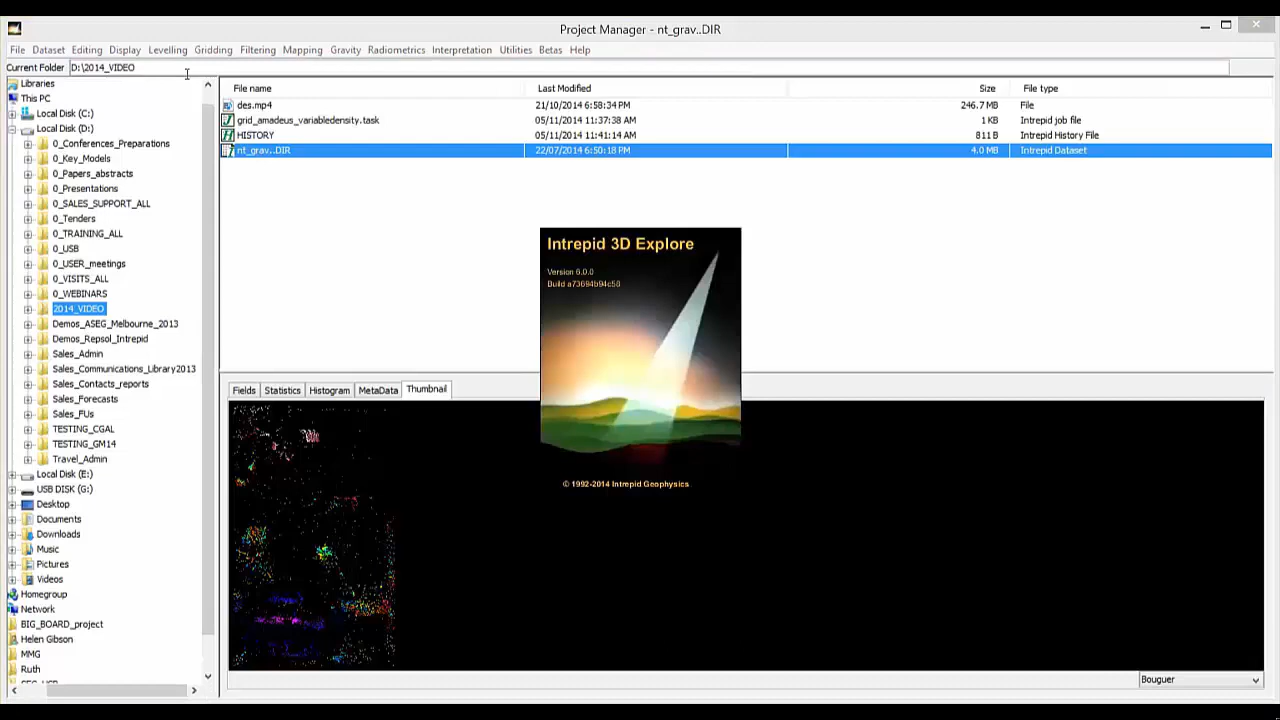 Project Manager - nt_grav..DIR
File Dataset Editing Display Levelling Gridding Filtering Mapping Gravity Radiometrics Interpretation Utilities Betas Help
Current Folder D:\2014_VIDEO
Libraries
This PC
Local Disk (C:)
Local Disk (D:)
0_Conferences_Preparations
0_Key_Models
0_Papers_abstracts
0_Presentations
0_SALES_SUPPORT_ALL
0_Tenders
0_TRAINING_ALL
0_USB
0_USER_meetings
0_VISITS_ALL
0_WEBINARS
2014_VIDEO
Demos_ASEG_Melbourne_2013
Demos_Repsol_Intrepid
Sales_Admin
Sales_Communications_Library2013
Sales_Contacts_reports
Sales_Forecasts
Sales_FUs
TESTING_CGAL
TESTING_GM14
Travel_Admin
Local Disk (E:)
USB DISK (G:)
Desktop
Documents
Downloads
Music
Pictures
Videos
Homegroup
Network
BIG_BOARD_project
Helen Gibson
MMG
Ruth
File name Last Modified Size File type
des.mp4 21/10/2014 6:58:34 PM 246.7 MB File
grid_amadeus_variabledensity.task 05/11/2014 11:37:38 AM 1 KB Intrepid job file
HISTORY 05/11/2014 11:41:14 AM 811 B Intrepid History File
nt_grav..DIR 22/07/2014 6:50:18 PM 4.0 MB Intrepid Dataset
Intrepid 3D Explore
Version 6.0.0
Build a73694b94c58
© 1992-2014 Intrepid Geophysics
Fields Statistics Histogram MetaData Thumbnail
Bouguer